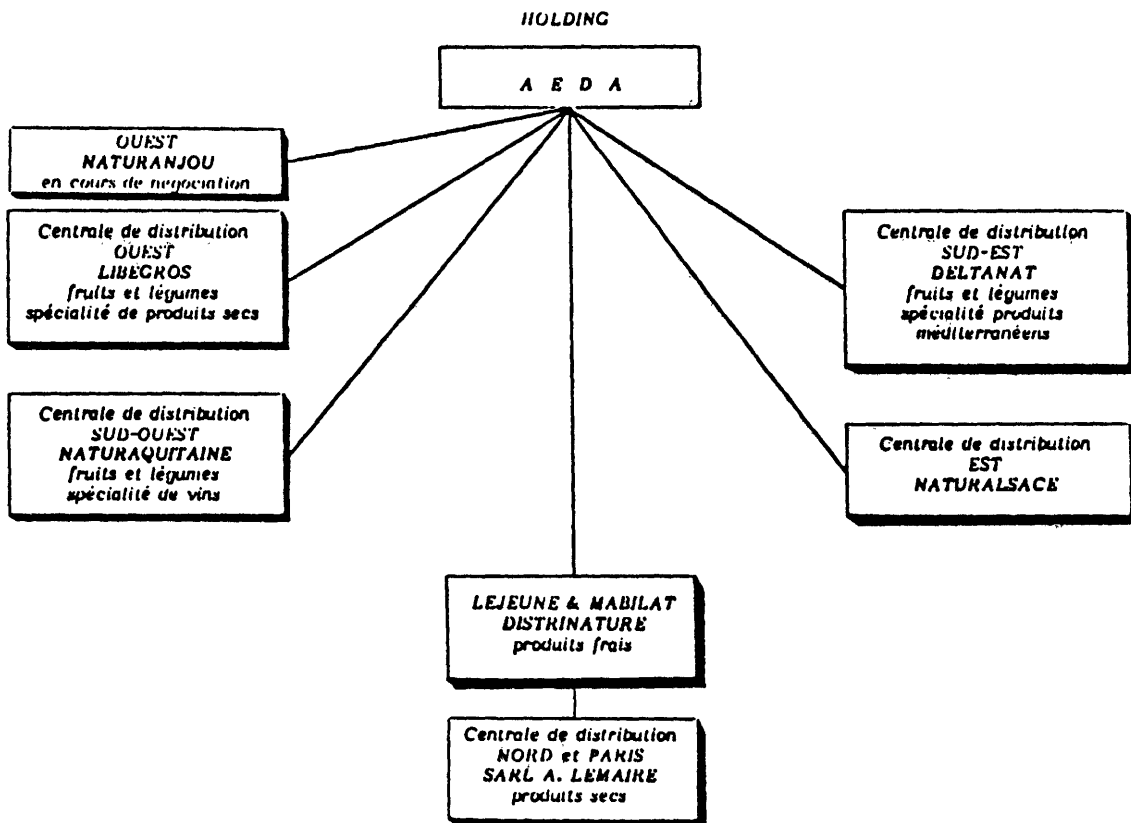 HOLDING
A E D A
OUEST
NATURANJOU
en cours de negociation
Centrale de distribution
OUEST
LIBEGROS
fruits et légumes
spécialité de produits secs
Centrale de distribution
SUD-OUEST
NATURAQUITAINE
fruits et légumes
spécialité de vins
Centrale de distribution
SUD-EST
DELTANAT
fruits et légumes
spécialité produits
méditerranéens
Centrale de distribution
EST
NATURALSACE
LEJEUNE & MABILAT
DISTRINATURE
produits frais
Centrale de distribution
NORD et PARIS
SARL A. LEMAIRE
produits secs